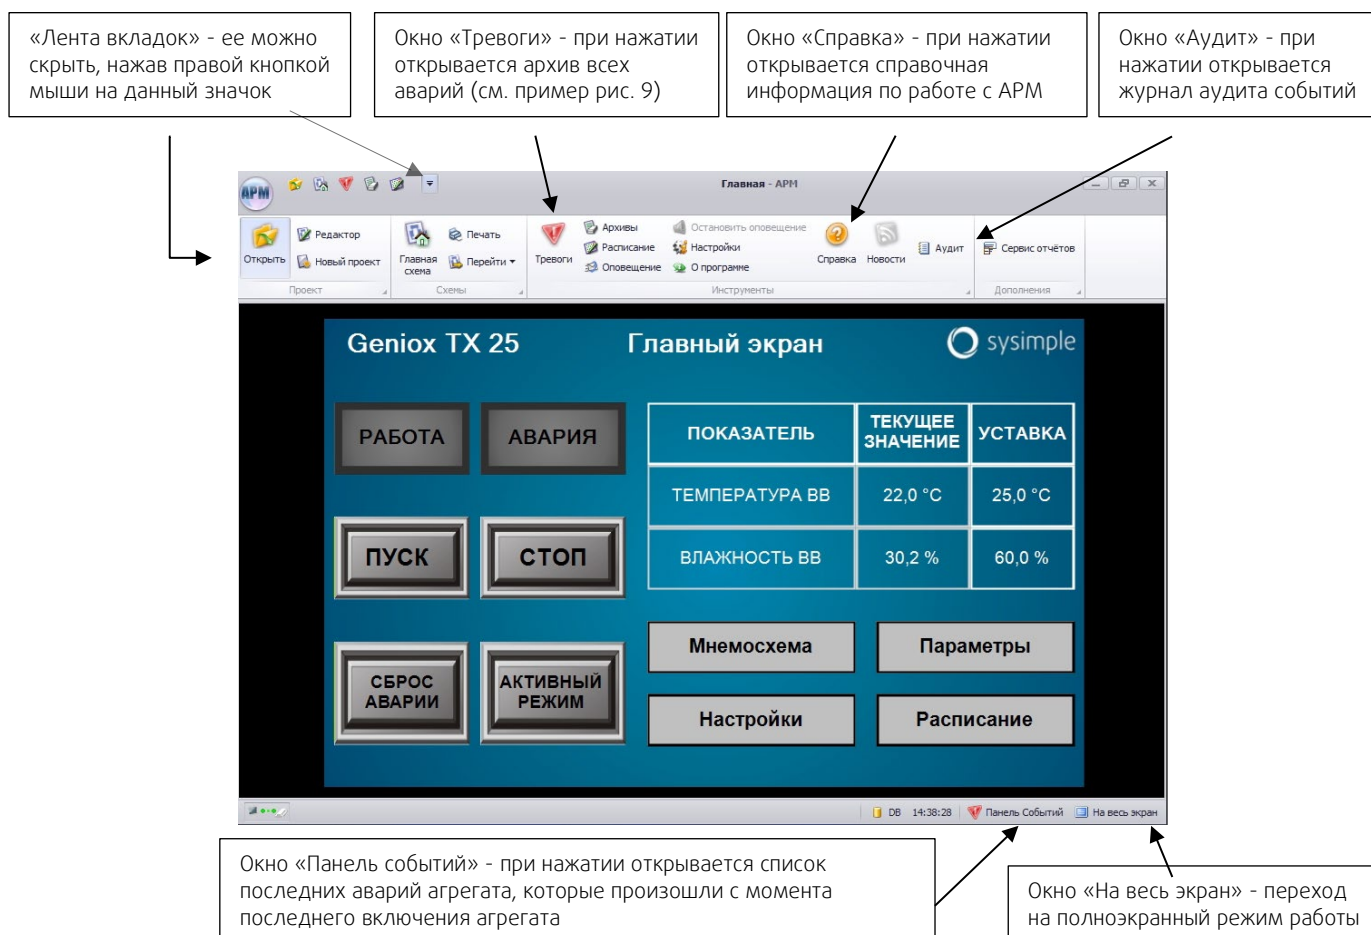 «Лента вкладок» - ее можно
скрыть, нажав правой кнопкой
мыши на данный значок
Окно «Тревоги» - при нажатии
открывается архив всех
аварий (см. пример рис. 9)
Окно «Справка» - при нажатии
открывается справочная
информация по работе с АРМ
Окно «Аудит» - при
нажатии открывается
журнал аудита событий
АРМ
Главная - АРМ
Открыть
Редактор
Новый проект
Проект
Главная
схема
Печать
Перейти
Схемы
Тревоги
Архивы
Расписание
Оповещение
Остановить оповещение
Настройки
О программе
Справка
Новости
Аудит
Инструменты
Сервис отчётов
Дополнения
Geniox TX 25
Главный экран
sysimple
РАБОТА
АВАРИЯ
ПУСК
СТОП
СБРОС
АВАРИИ
АКТИВНЫЙ
РЕЖИМ
ПОКАЗАТЕЛЬ
ТЕКУЩЕЕ
ЗНАЧЕНИЕ
УСТАВКА
ТЕМПЕРАТУРА ВВ
22,0 °C
25,0 °C
ВЛАЖНОСТЬ ВВ
30,2 %
60,0 %
Мнемосхема
Параметры
Настройки
Расписание
DB
14:38:28
Панель Событий
На весь экран
Окно «Панель событий» - при нажатии открывается список
последних аварий агрегата, которые произошли с момента
последнего включения агрегата
Окно «На весь экран» - переход
на полноэкранный режим работы